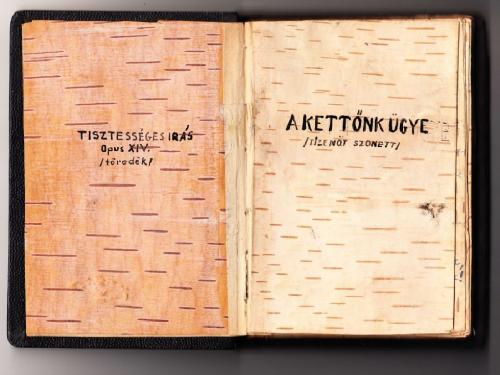 TISZTESSÉGES IRÁS
Opus XIV.
/töredék/
A KETTŐNK ÜGYE
/TIZENÖT SZONETT/